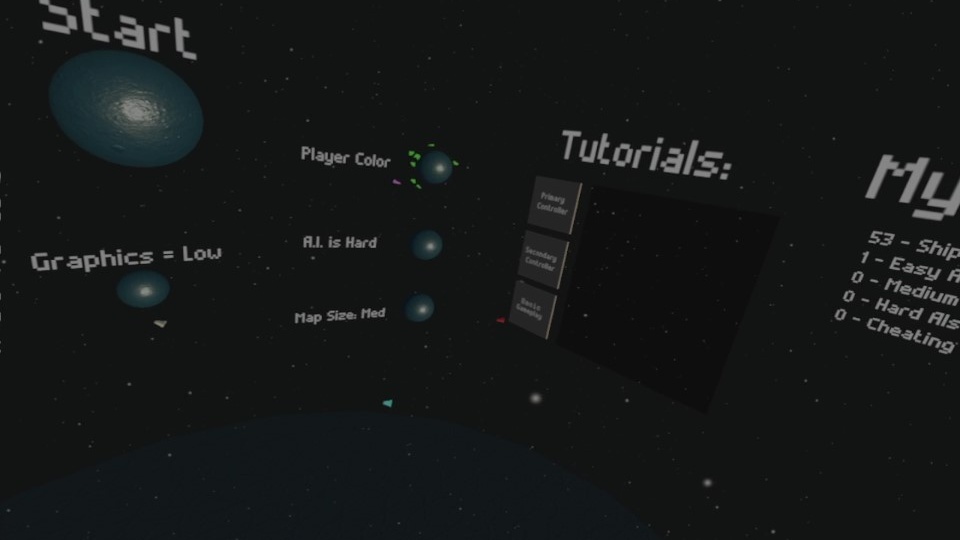 Start
Graphics = Low
Player Color
A.I. is Hard
Map Size: Med
Tutorials:
Primary
Controller
Secondary
Controller
Basic
Gameplay
My
53 - Ship
1 - Easy A
0 - Medium
0 - Hard AIs
0 - Cheating